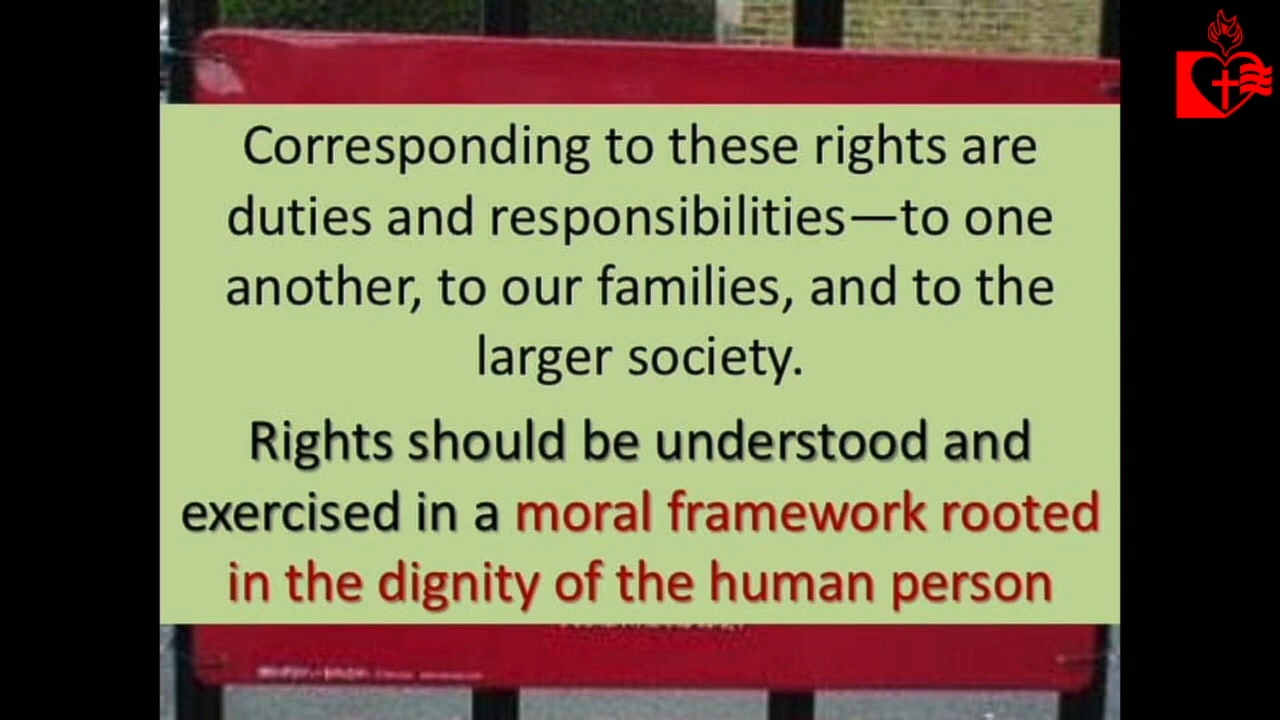 Corresponding to these rights are
duties and responsibilities—to one
another, to our families, and to the
larger society.
Rights should be understood and
exercised in a moral framework rooted
in the dignity of the human person